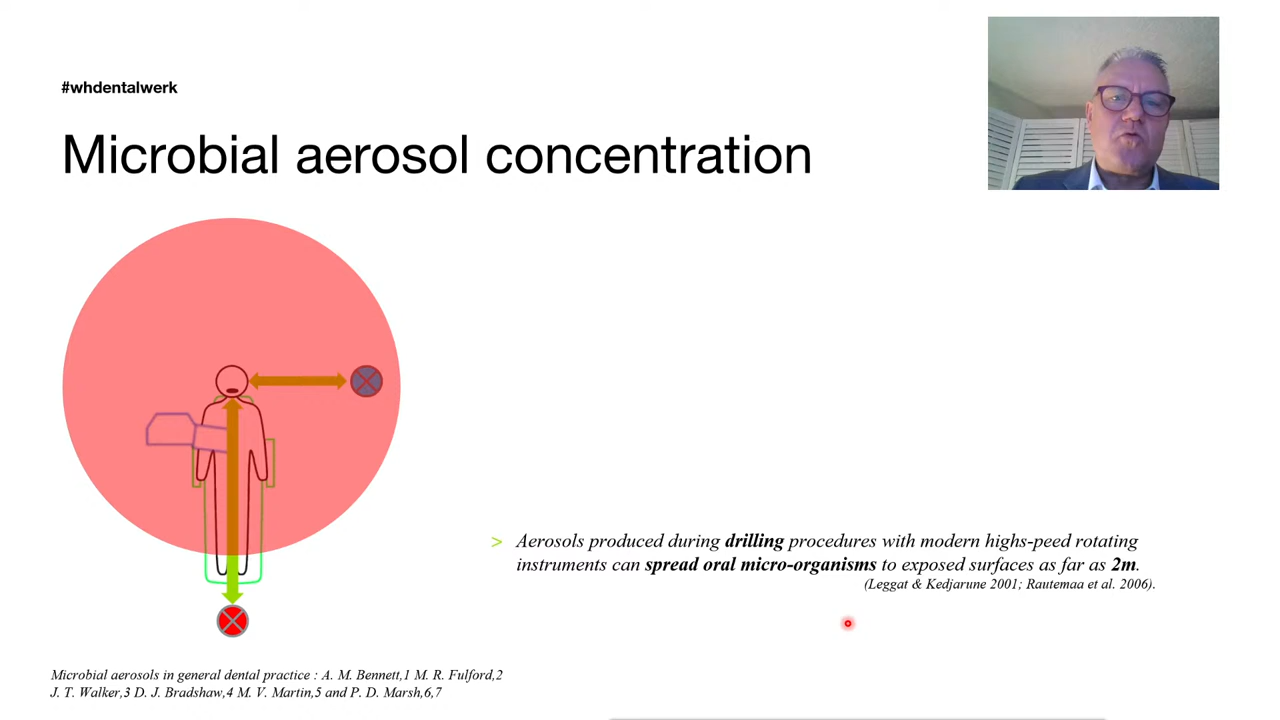 #whdentalwerk
Microbial aerosol concentration
> Aerosols produced during drilling procedures with modern highs-peed rotating
instruments can spread oral micro-organisms to exposed surfaces as far as 2m.
(Leggat & Kedjarune 2001; Rautemaa et al. 2006).
Microbial aerosols in general dental practice : A. M. Bennett,1 M. R. Fulford,2
J. T. Walker,3 D. J. Bradshaw,4 M. V. Martin,5 and P. D. Marsh,6,7